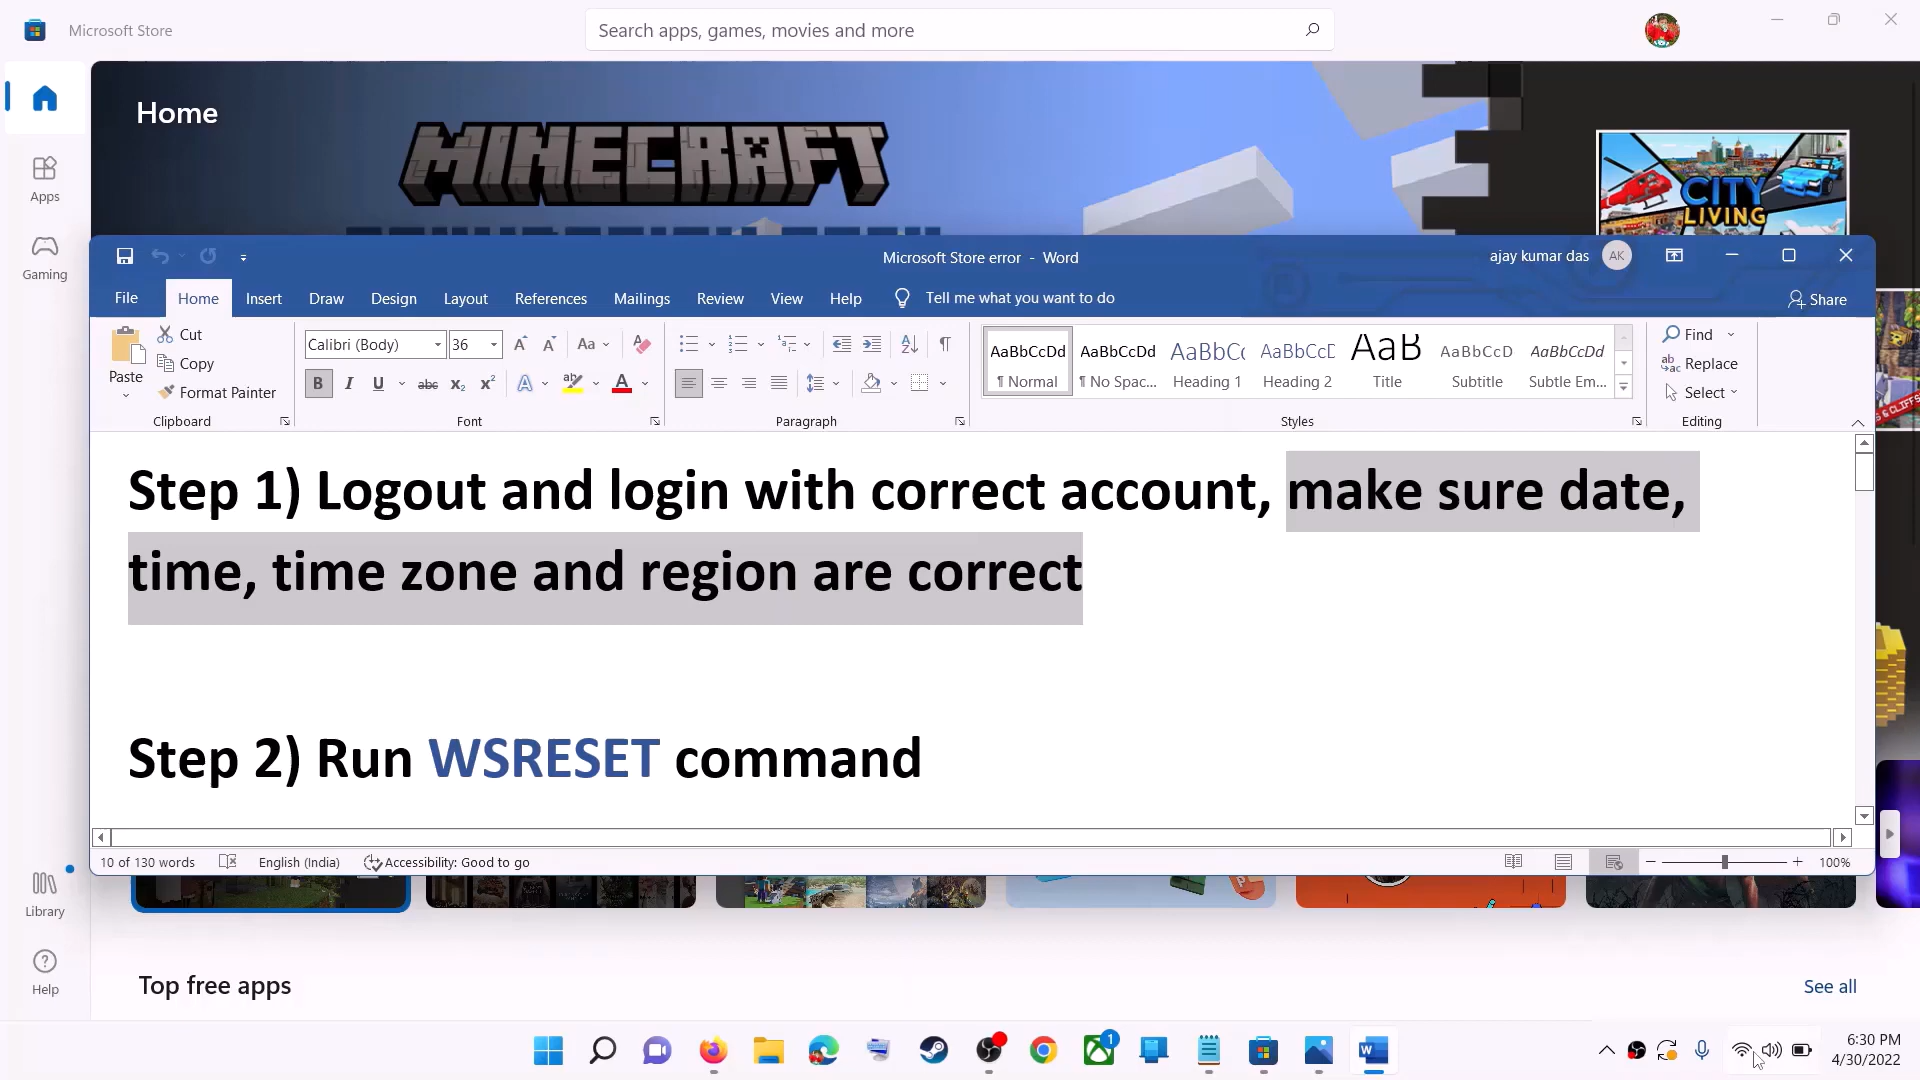 Microsoft Store
Search apps, games, movies and more
Home
MINECRAFT
CITY
LIVING
Apps
Gaming
Microsoft Store error - Word
ajay kumar das
AK
File
Home
Insert
Draw
Design
Layout
References
Mailings
Review
View
Help
Tell me what you want to do
Share
Paste
Cut
Copy
Format Painter
Clipboard
Calibri (Body)
36
Font
Paragraph
AaBbCcDd
¶ Normal
AaBbCcDd
¶ No Spac...
AaBbCc
Heading 1
AaBbCcD
Heading 2
AaB
Title
AaBbCcD
Subtitle
AaBbCcDd
Subtle Em...
Styles
Find
Replace
Select
Editing
Step 1) Logout and login with correct account, make sure date,
time, time zone and region are correct
Step 2) Run WSRESET command
10 of 130 words
English (India)
Accessibility: Good to go
100%
Library
Help
Top free apps
See all
1
6:30 PM
4/30/2022